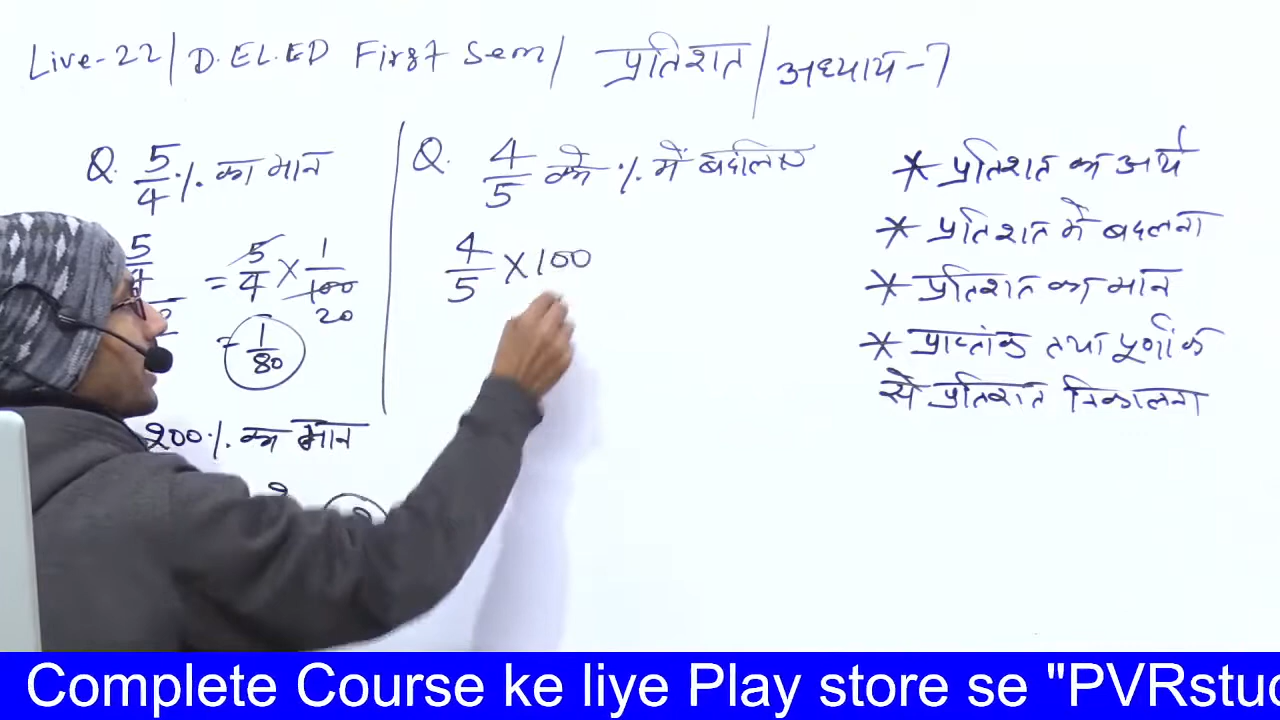 Live-22 | D.EL.ED First Sem / प्रतिशत / अध्याय-7
Q. 5/4 % का मान
5/4
= 5/4 × 1/100
20
= 1/80
200% का मान
Q. 4/5 को % में बदलिए
4/5 × 100
* प्रतिशत का अर्थ
* प्रतिशत में बदलना
* प्रतिशत का मान
* प्राप्तांक तथा पूर्णांक
से प्रतिशत निकालना
Complete Course ke liye Play store se "PVRstud